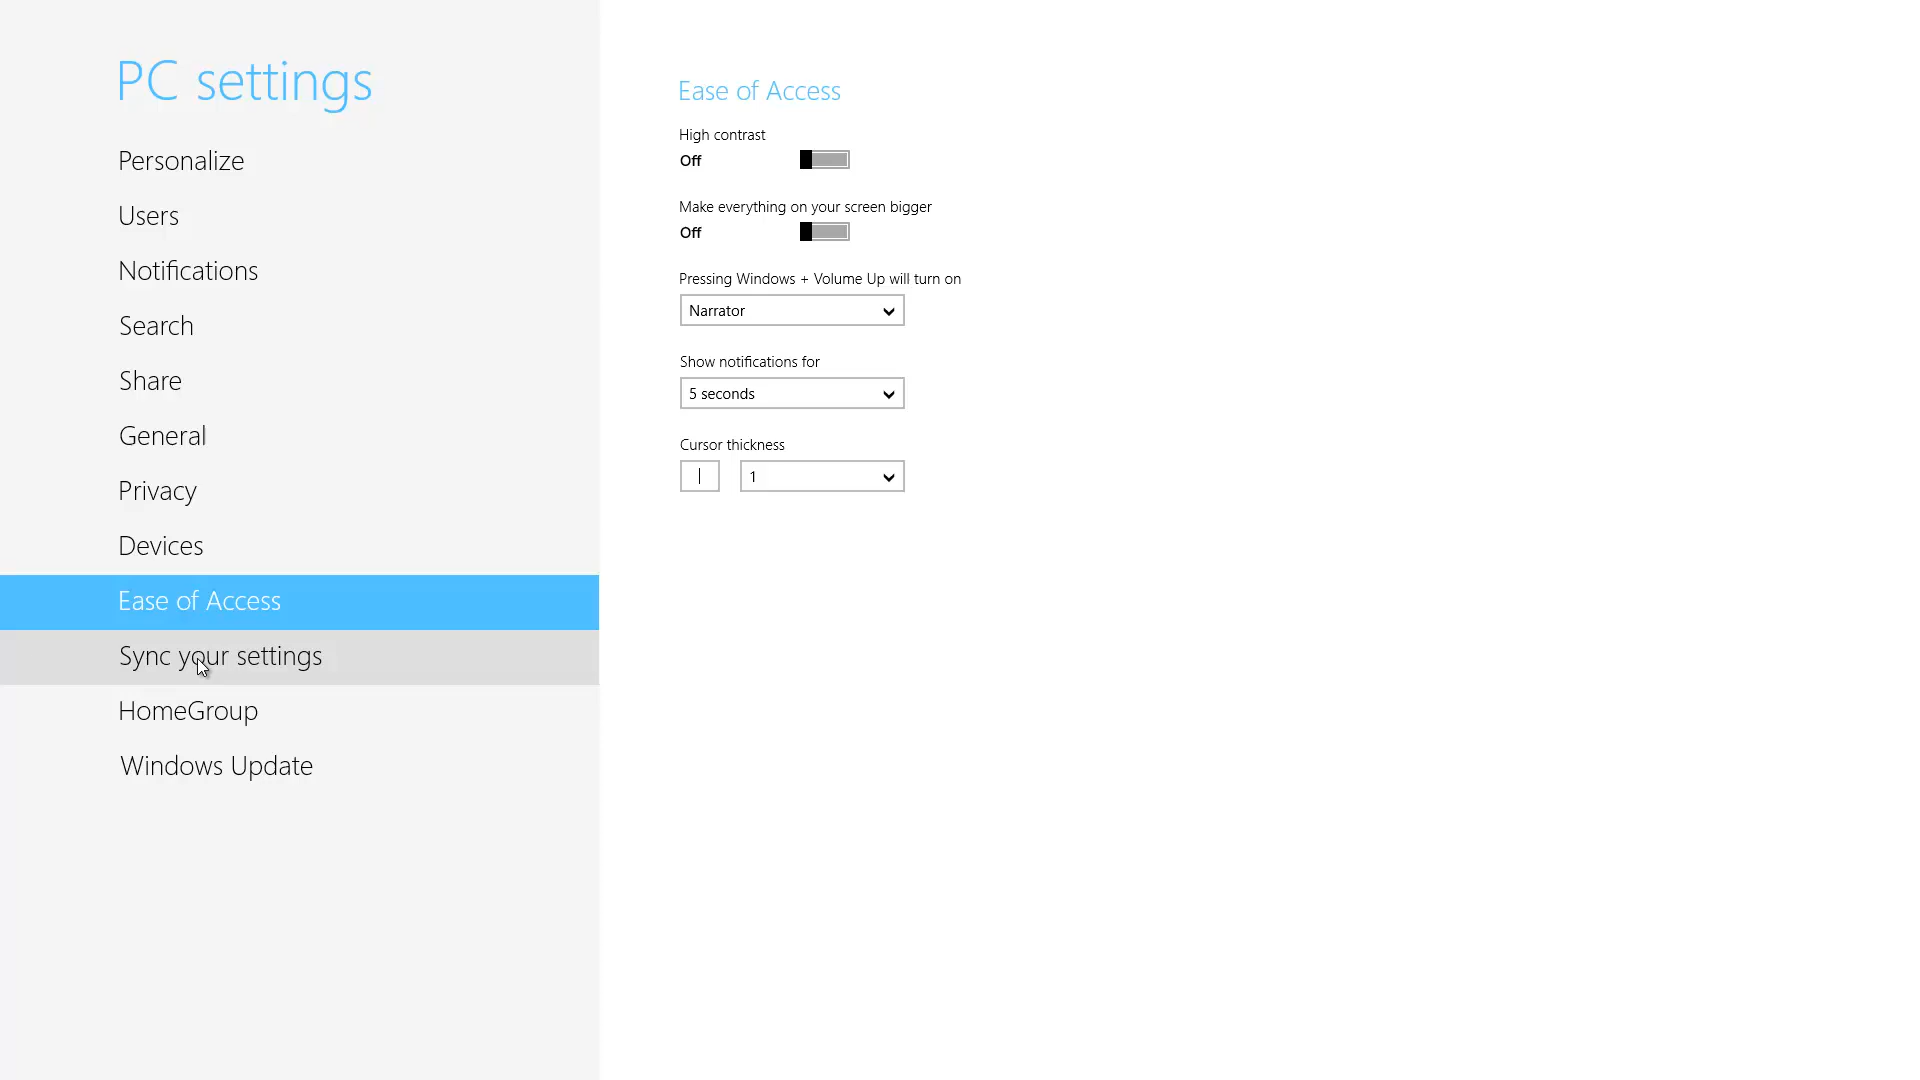 PC settings
Personalize
Users
Notifications
Search
Share
General
Privacy
Devices
Ease of Access
Sync your settings
HomeGroup
Windows Update
Ease of Access
High contrast
Off
Make everything on your screen bigger
Off
Pressing Windows + Volume Up will turn on
Narrator
Show notifications for
5 seconds
Cursor thickness
1